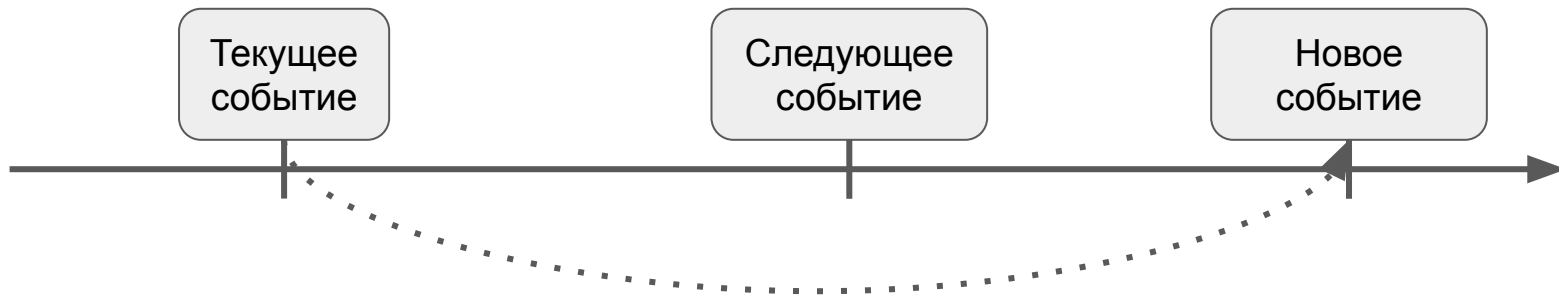 Текущее
событие
Следующее
событие
Новое
событие